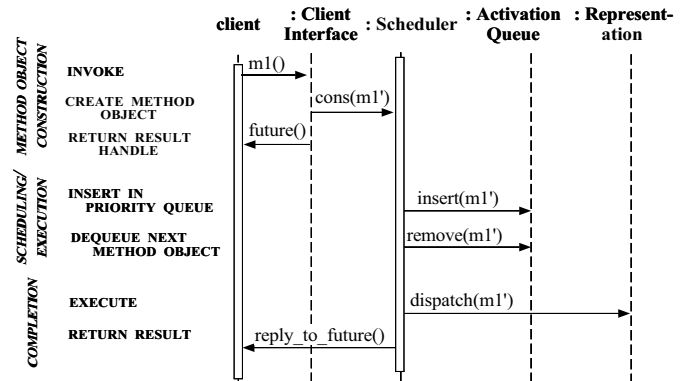 client
: Client
Interface
: Scheduler
: Activation
Queue
: Represent-
ation
METHOD OBJECT
CONSTRUCTION
INVOKE
m1()
CREATE METHOD
OBJECT
cons(m1')
RETURN RESULT
HANDLE
future()
SCHEDULING/
EXECUTION
INSERT IN
PRIORITY QUEUE
insert(m1')
DEQUEUE NEXT
METHOD OBJECT
remove(m1')
COMPLETION
EXECUTE
dispatch(m1')
RETURN RESULT
reply_to_future()